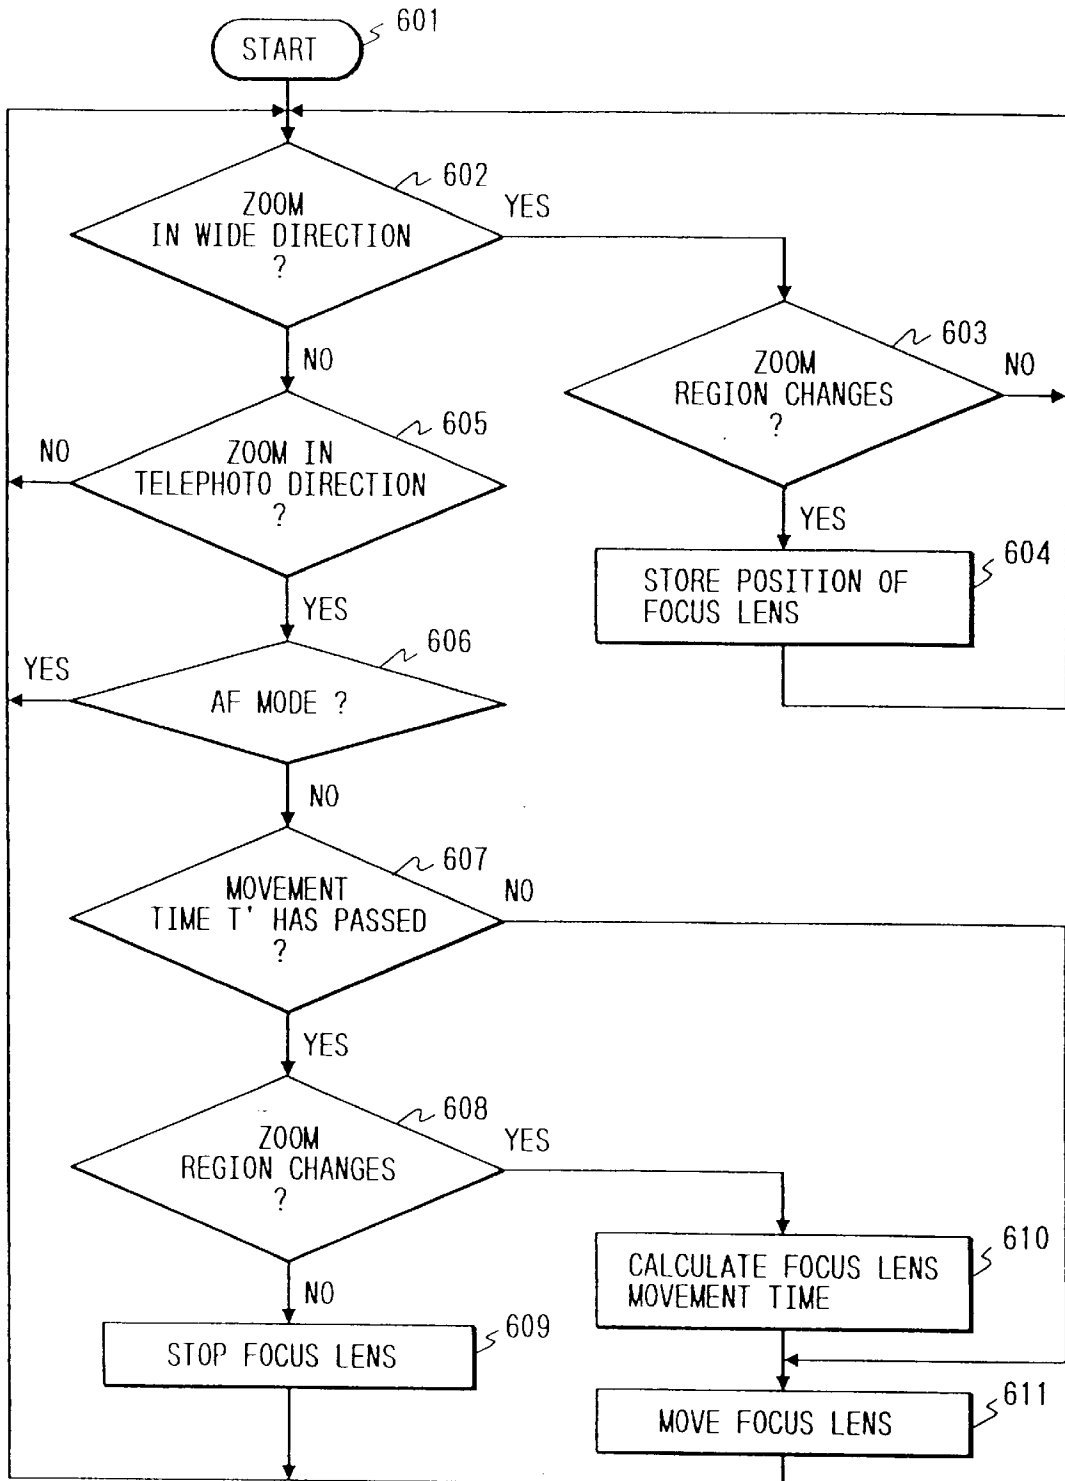 START
601
ZOOM
IN WIDE DIRECTION
?
602
YES
NO
ZOOM
REGION CHANGES
?
603
NO
YES
STORE POSITION OF
FOCUS LENS
604
ZOOM IN
TELEPHOTO DIRECTION
?
605
NO
YES
AF MODE ?
606
YES
NO
MOVEMENT
TIME T' HAS PASSED
?
607
NO
YES
ZOOM
REGION CHANGES
?
608
YES
NO
STOP FOCUS LENS
609
CALCULATE FOCUS LENS
MOVEMENT TIME
610
MOVE FOCUS LENS
611